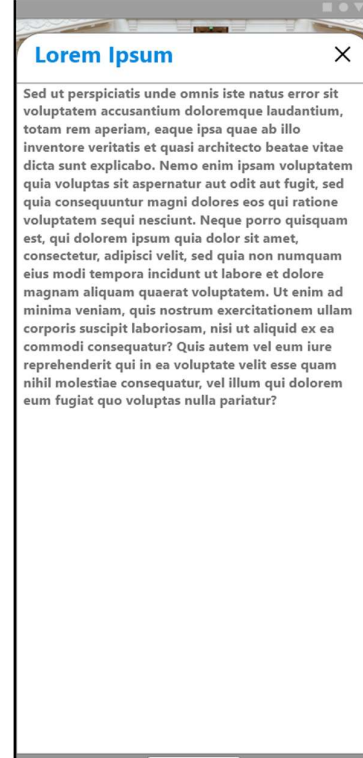 Lorem Ipsum
Sed ut perspiciatis unde omnis iste natus error sit
voluptatem accusantium doloremque laudantium,
totam rem aperiam, eaque ipsa quae ab illo
inventore veritatis et quasi architecto beatae vitae
dicta sunt explicabo. Nemo enim ipsam voluptatem
quia voluptas sit aspernatur aut odit aut fugit, sed
quia consequuntur magni dolores eos qui ratione
voluptatem sequi nesciunt. Neque porro quisquam
est, qui dolorem ipsum quia dolor sit amet,
consectetur, adipisci velit, sed quia non numquam
eius modi tempora incidunt ut labore et dolore
magnam aliquam quaerat voluptatem. Ut enim ad
minima veniam, quis nostrum exercitationem ullam
corporis suscipit laboriosam, nisi ut aliquid ex ea
commodi consequatur? Quis autem vel eum iure
reprehenderit qui in ea voluptate velit esse quam
nihil molestiae consequatur, vel illum qui dolorem
eum fugiat quo voluptas nulla pariatur?